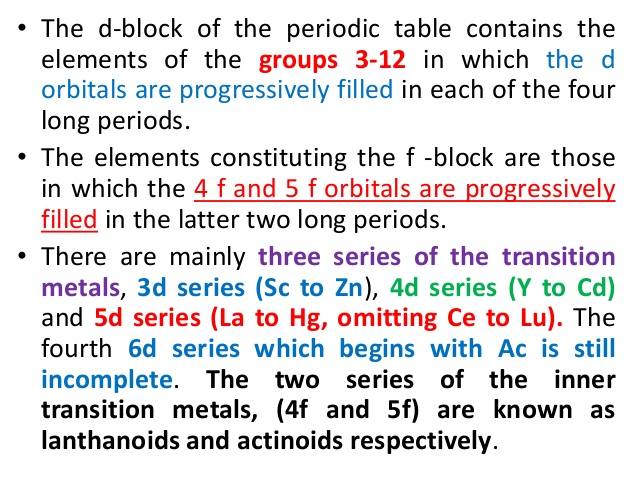 • The d-block of the periodic table contains the
elements of the groups 3-12 in which the d
orbitals are progressively filled in each of the four
long periods.
• The elements constituting the f -block are those
in which the 4 f and 5 f orbitals are progressively
filled in the latter two long periods.
• There are mainly three series of the transition
metals, 3d series (Sc to Zn), 4d series (Y to Cd)
and 5d series (La to Hg, omitting Ce to Lu). The
fourth 6d series which begins with Ac is still
incomplete. The two series of the inner
transition metals, (4f and 5f) are known as
lanthanoids and actinoids respectively.